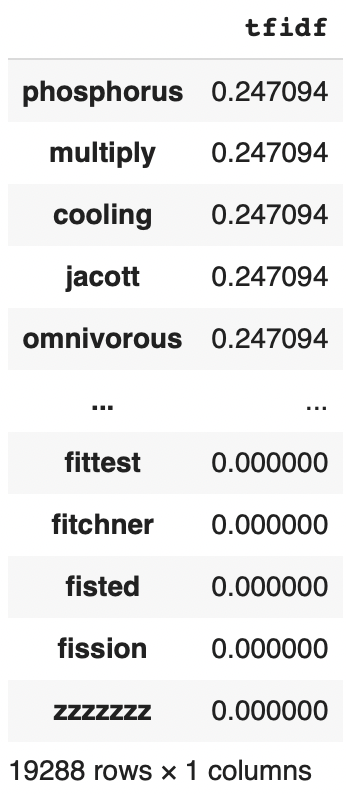 tfidf
phosphorus 0.247094
multiply 0.247094
cooling 0.247094
jacott 0.247094
omnivorous 0.247094
... ...
fittest 0.000000
fitchner 0.000000
fisted 0.000000
fission 0.000000
zzzzzzz 0.000000
19288 rows × 1 columns